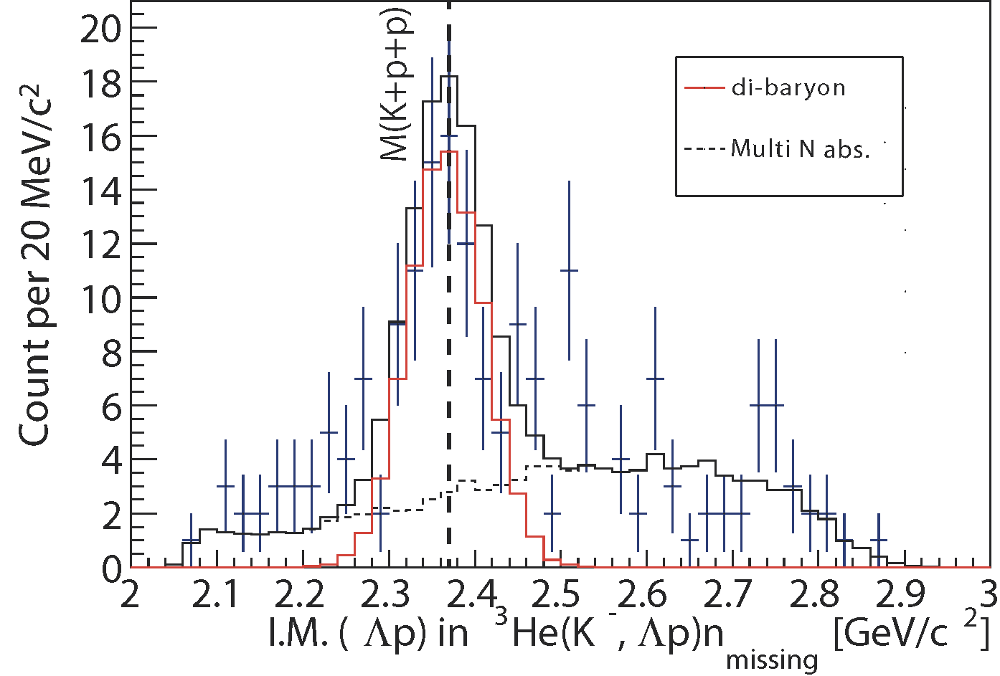 Count per 20 MeV/c²
20
18
16
14
12
10
8
6
4
2
0
M(K+p+p)
di-baryon
Multi N abs.
2 2.1 2.2 2.3 2.4 2.5 2.6 2.7 2.8 2.9 3
I.M. ( Λp) in ³He(K⁻, Λp)n missing [GeV/c ²]